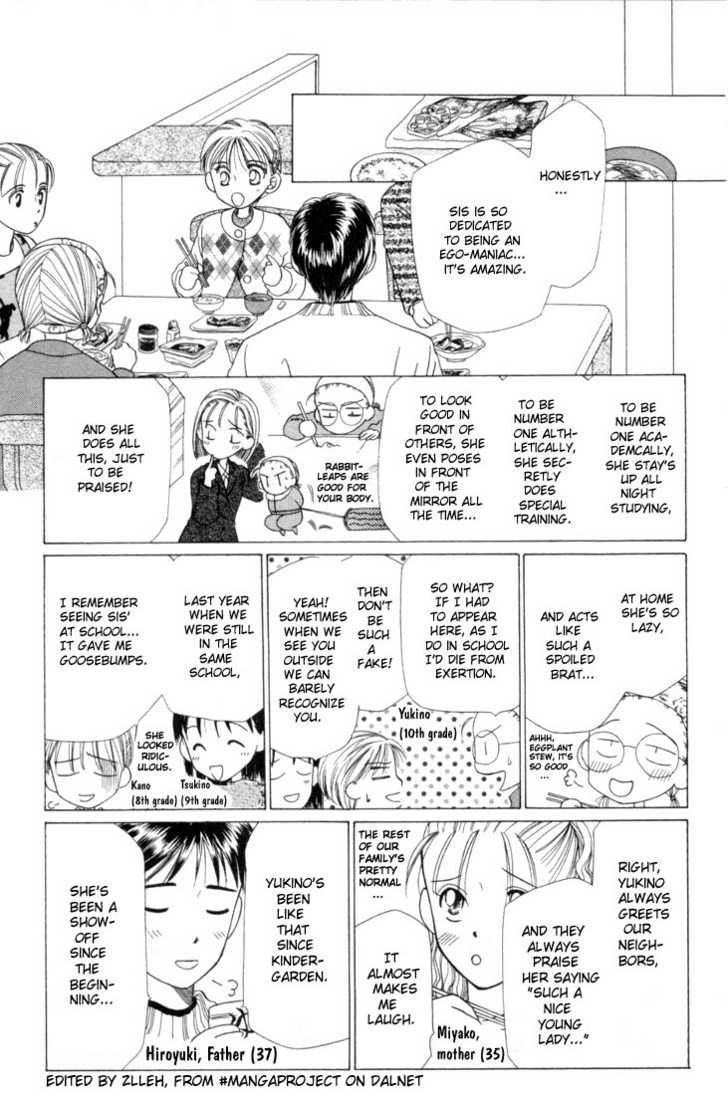 HONESTLY
...
SIS IS SO
DEDICATED
TO BEING AN
EGO-MANIAC...
IT'S AMAZING.
TO BE
NUMBER
ONE ACA-
DEMCALLY,
SHE STAY'S
UP ALL
NIGHT
STUDYING,
TO BE
NUMBER
ONE ALTH-
LETICALLY,
SHE SEC-
RETLY
DOES
SPECIAL
TRAINING.
TO LOOK
GOOD IN
FRONT OF
OTHERS, SHE
EVEN POSES
IN FRONT
OF THE
MIRROR ALL
THE TIME...
RABBIT-
LEAPS ARE
GOOD FOR
YOUR BODY.
AND SHE
DOES ALL
THIS, JUST
TO BE
PRAISED!
AT HOME
SHE'S SO
LAZY,
AND ACTS
LIKE
SUCH A
SPOILED
BRAT...
AHHH,
EGGPLANT
STEW, IT'S
SO GOOD
...
SO WHAT?
IF I HAD
TO APPEAR
HERE, AS I
DO IN SCHOOL
I'D DIE FROM
EXERTION.
Yukino
(10th grade)
THEN
DON'T
BE
SUCH
A
FAKE!
YEAH!
SOMETIMES
WHEN WE
SEE YOU
OUTSIDE
WE CAN
BARELY
RECOGNIZE
YOU.
LAST YEAR
WHEN WE
WERE STILL
IN THE
SAME
SCHOOL,
I REMEMBER
SEEING SIS'
AT SCHOOL...
IT GAVE ME
GOOSEBUMPS.
SHE
LOOKED
RIDIC-
ULOUS.
Kano
(8th grade)
Tsukino
(9th grade)
RIGHT,
YUKINO
ALWAYS
GREETS
OUR
NEIGH-
BORS,
AND THEY
ALWAYS
PRAISE
HER SAYING
"SUCH A
NICE
YOUNG
LADY..."
THE REST
OF OUR
FAMILY'S
PRETTY
NORMAL
...
IT
ALMOST
MAKES
ME
LAUGH.
Miyako,
mother (35)
YUKINO'S
BEEN
LIKE
THAT
SINCE
KINDER-
GARDEN.
SHE'S
BEEN A
SHOW-
OFF
SINCE
THE
BEGIN-
NING...
Hiroyuki, Father (37)
EDITED BY ZLLEH, FROM #MANGAPROJECT ON DALNET